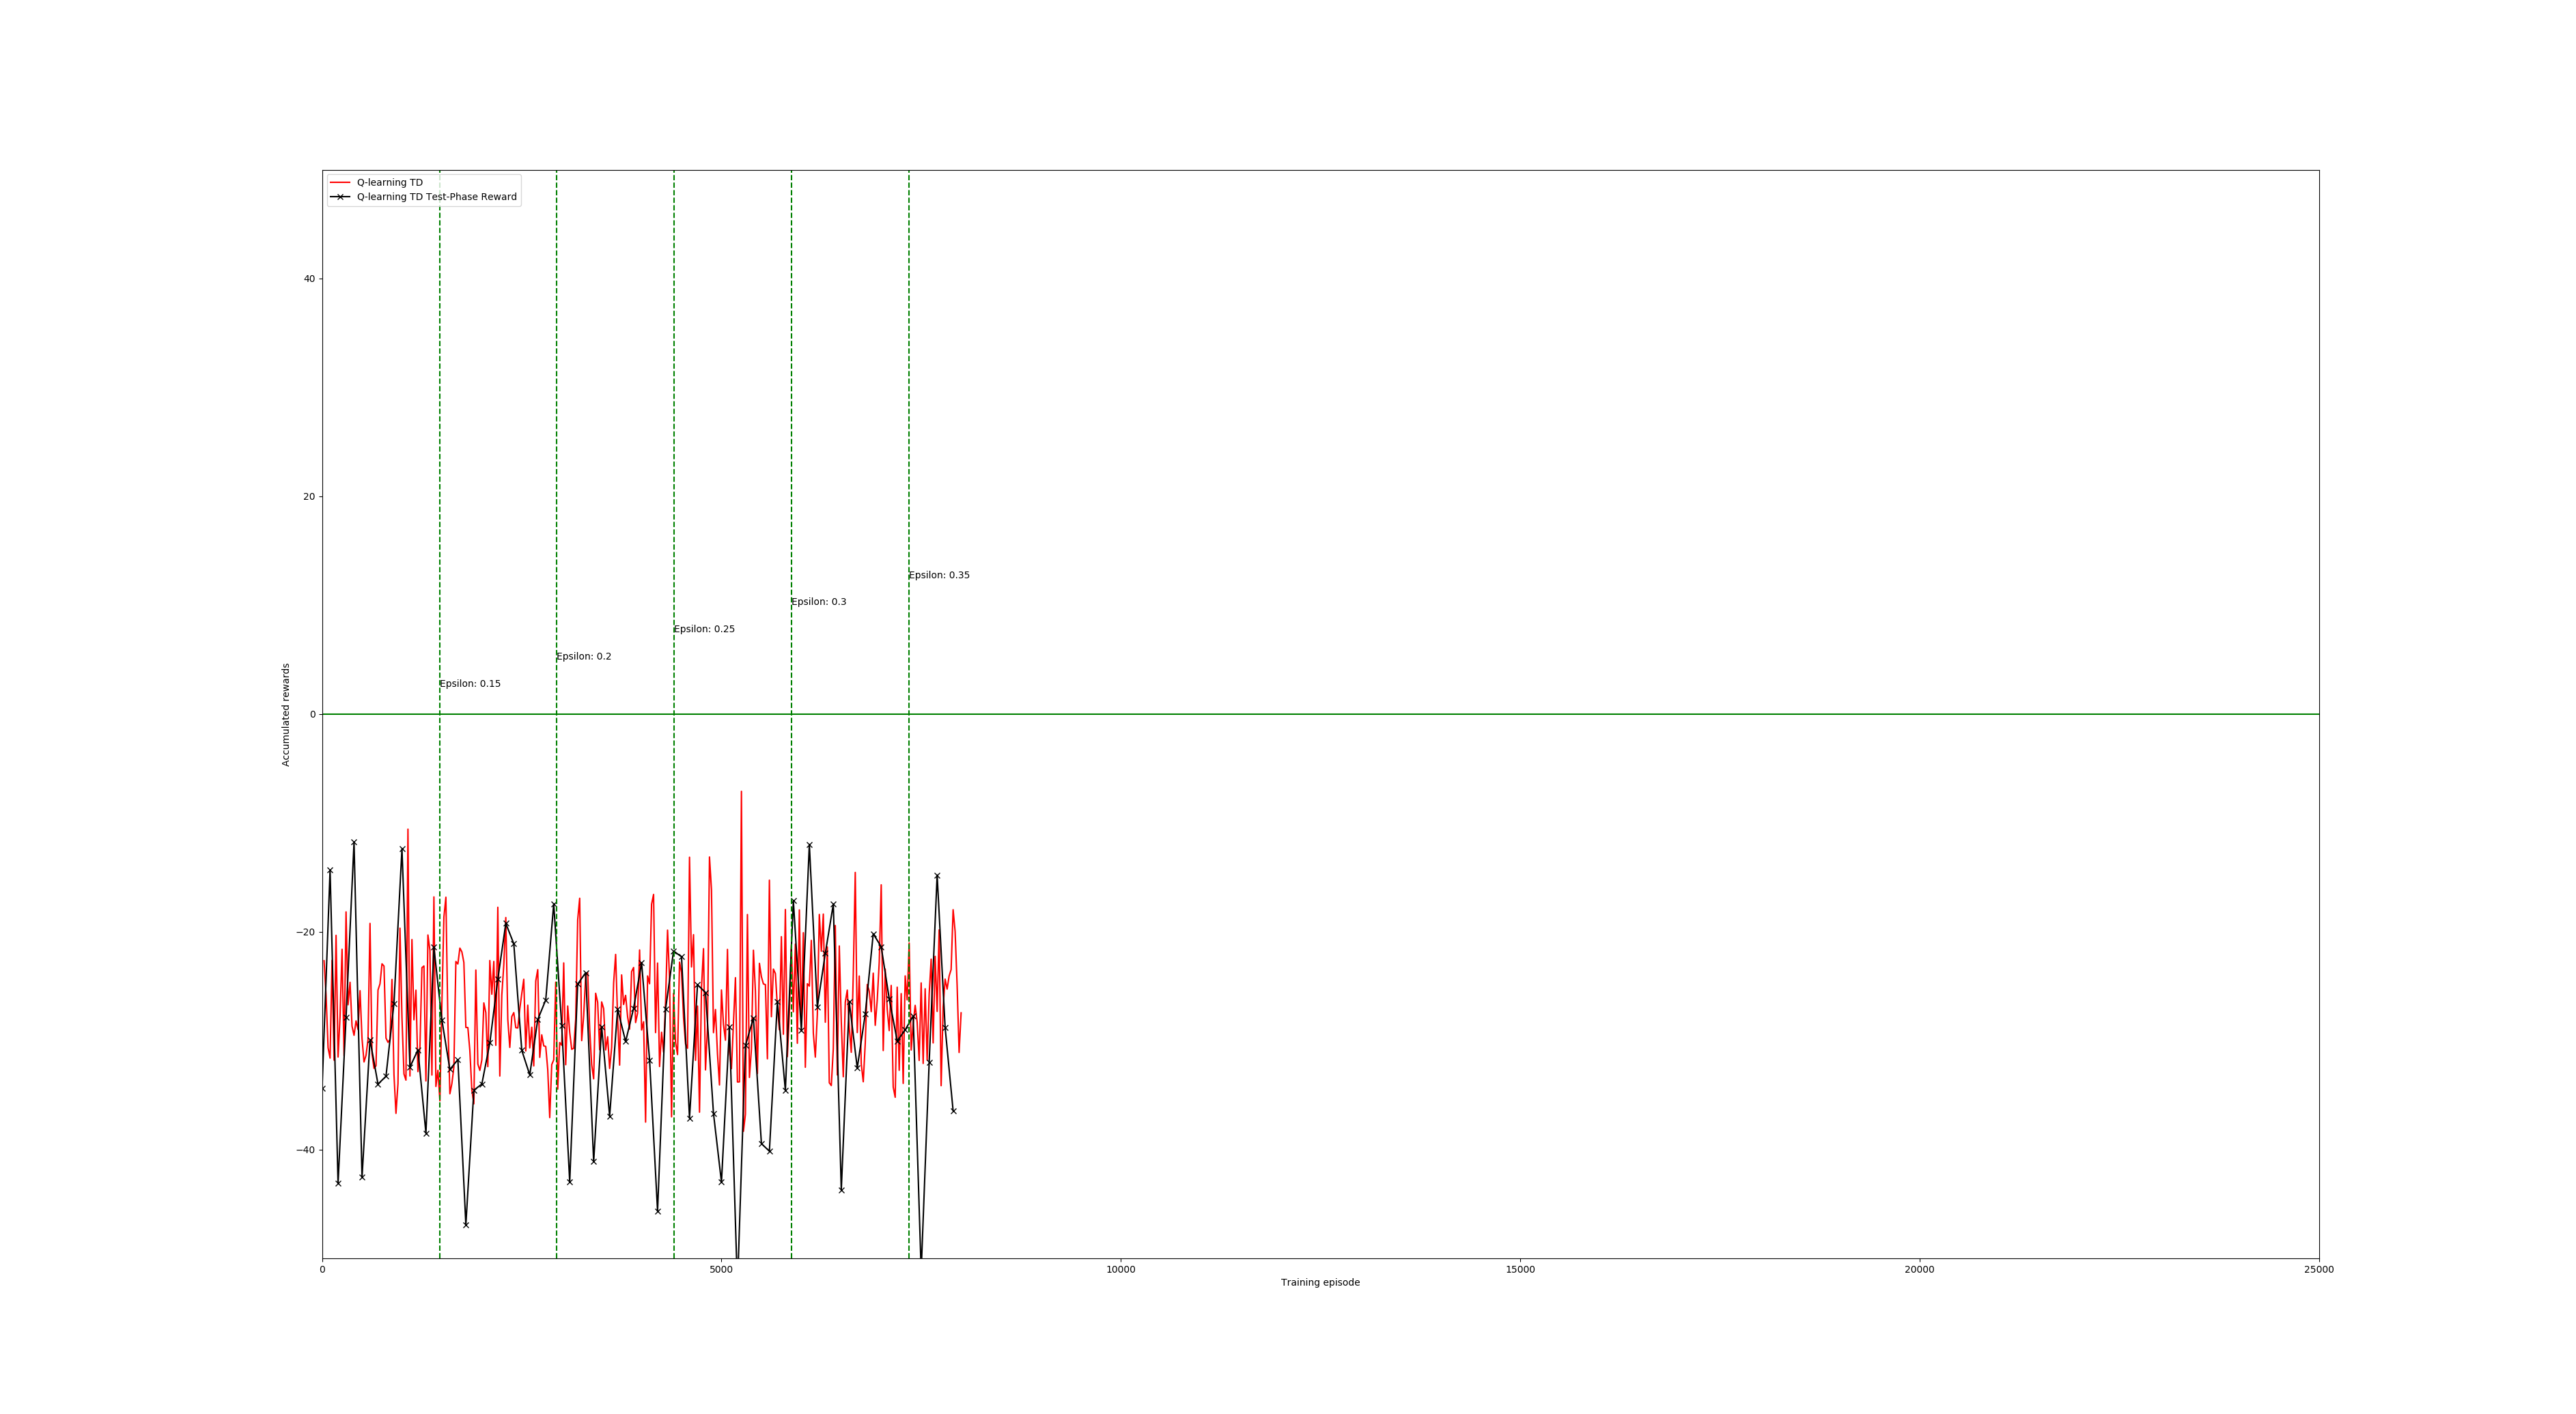 Q-learning TD
Q-learning TD Test-Phase Reward
40
20
Epsilon: 0.35
Epsilon: 0.3
Epsilon: 0.25
Epsilon: 0.2
Epsilon: 0.15
0
Accumulated rewards
−20
−40
0 5000 10000 15000 20000 25000
Training episode